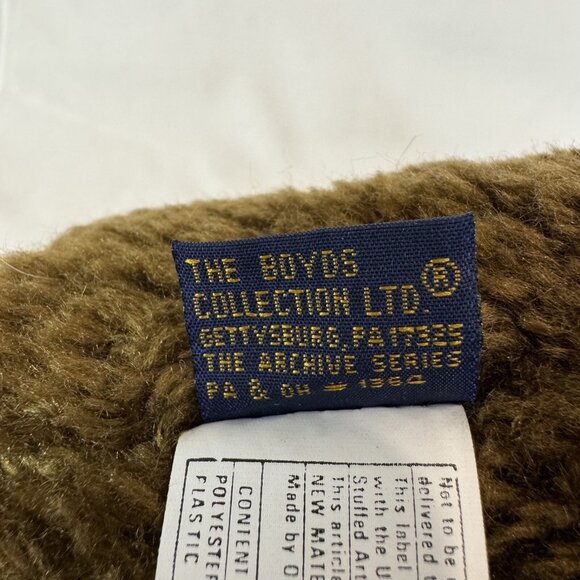 THE BOYDS
COLLECTION LTD.®
GETTYSBURG, PA 17325
THE ARCHIVE SERIES
PA & OH # 1364
Not to be
delivered
This label
with the U
Stuffed Art
This article
NEW MATE
Made by O
CONTENT
POLYESTER
PLASTIC